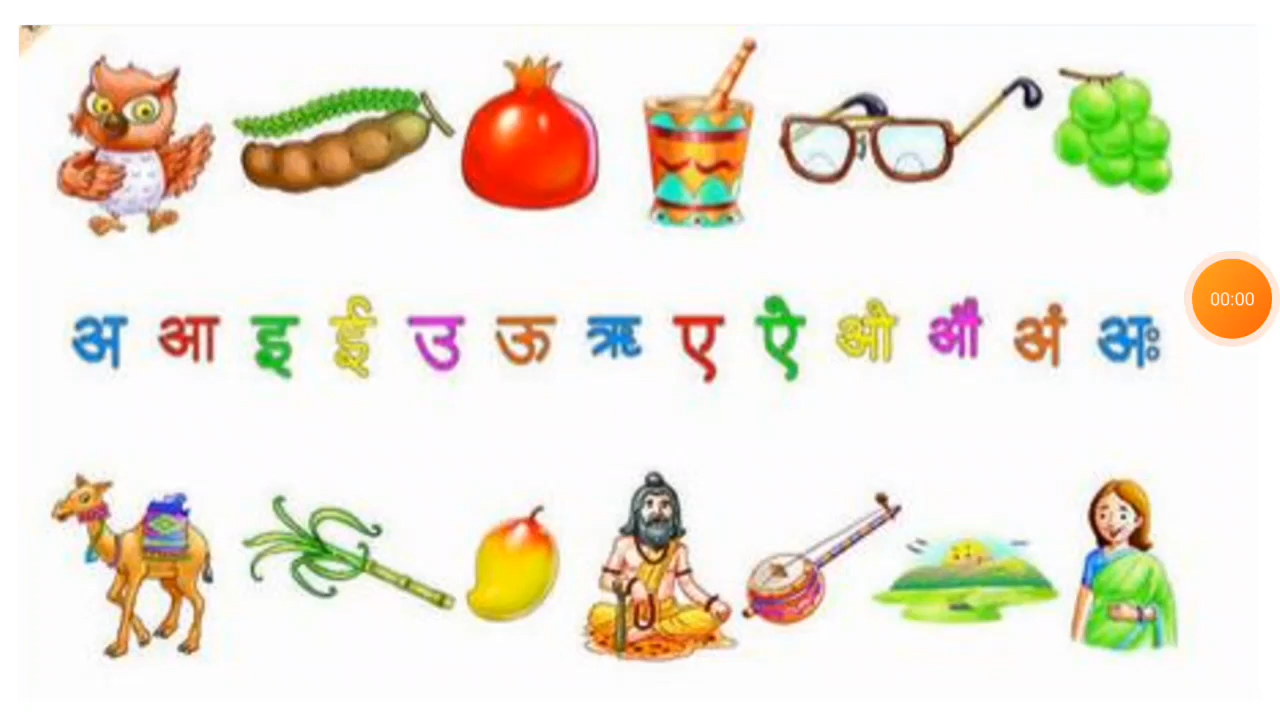 अ आ इ ई उ ऊ ऋ ए ऐ ओ औ अं अः
00:00